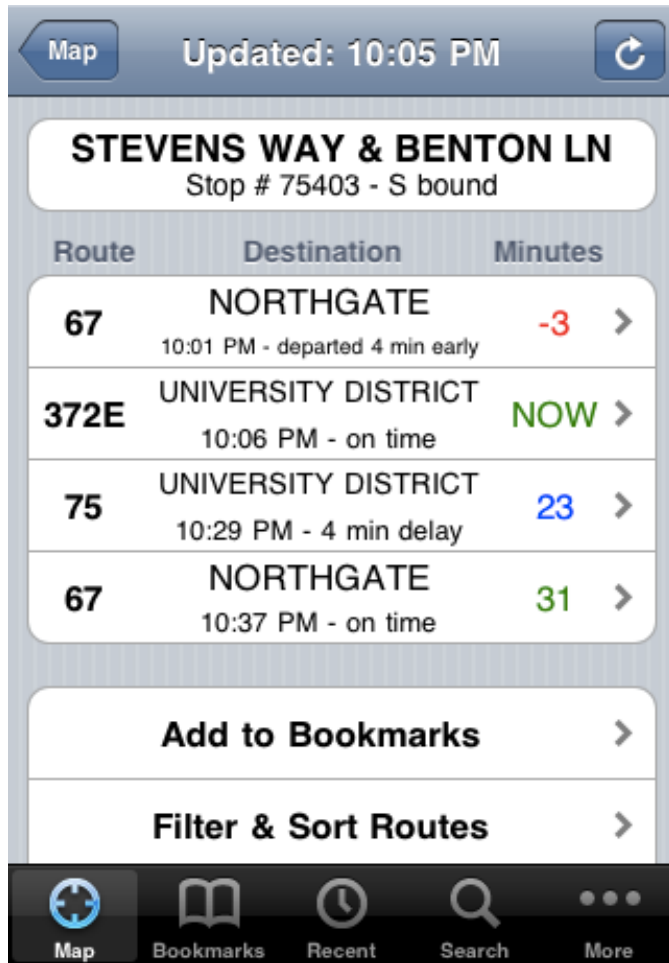 Map Updated: 10:05 PM
STEVENS WAY & BENTON LN
Stop # 75403 - S bound
Route Destination Minutes
67 NORTHGATE -3
10:01 PM - departed 4 min early
372E UNIVERSITY DISTRICT NOW
10:06 PM - on time
75 UNIVERSITY DISTRICT 23
10:29 PM - 4 min delay
67 NORTHGATE 31
10:37 PM - on time
Add to Bookmarks
Filter & Sort Routes
Map Bookmarks Recent Search More